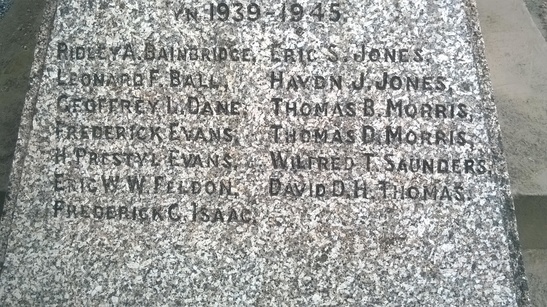 YN 1939-1945.
RIDLEY A. BAINBRIDGE, ERIC S. JONES,
LEONARD F. BALL, HAYDN J. JONES,
GEOFFREY L. DANE, THOMAS B. MORRIS,
FREDERICK EVANS, THOMAS D. MORRIS,
H. PRESTYL EVANS, WILFRED T. SAUNDERS,
ERIC W. W. FELDON, DAVID D. H. THOMAS.
FREDERICK C. ISAAC,